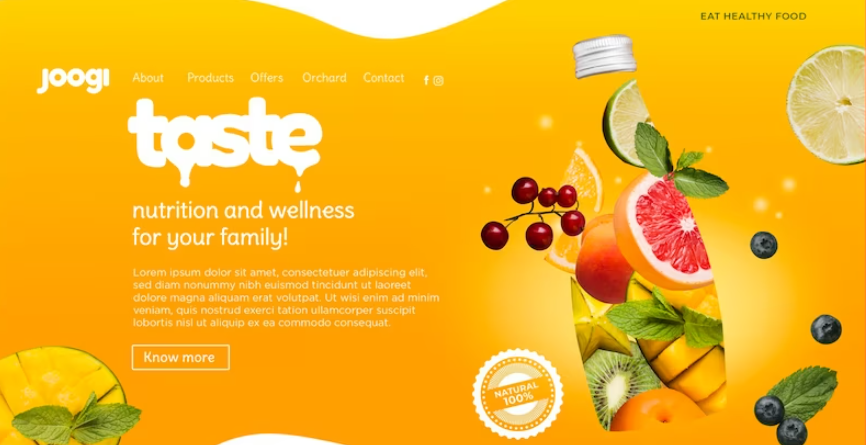 EAT HEALTHY FOOD
joogi
About Products Offers Orchard Contact
taste
nutrition and wellness
for your family!
Lorem ipsum dolor sit amet, consectetuer adipiscing elit,
sed diam nonummy nibh euismod tincidunt ut laoreet
dolore magna aliquam erat volutpat. Ut wisi enim ad minim
veniam, quis nostrud exerci tation ullamcorper suscipit
lobortis nisl ut aliquip ex ea commodo consequat.
Know more
NATURAL
100%